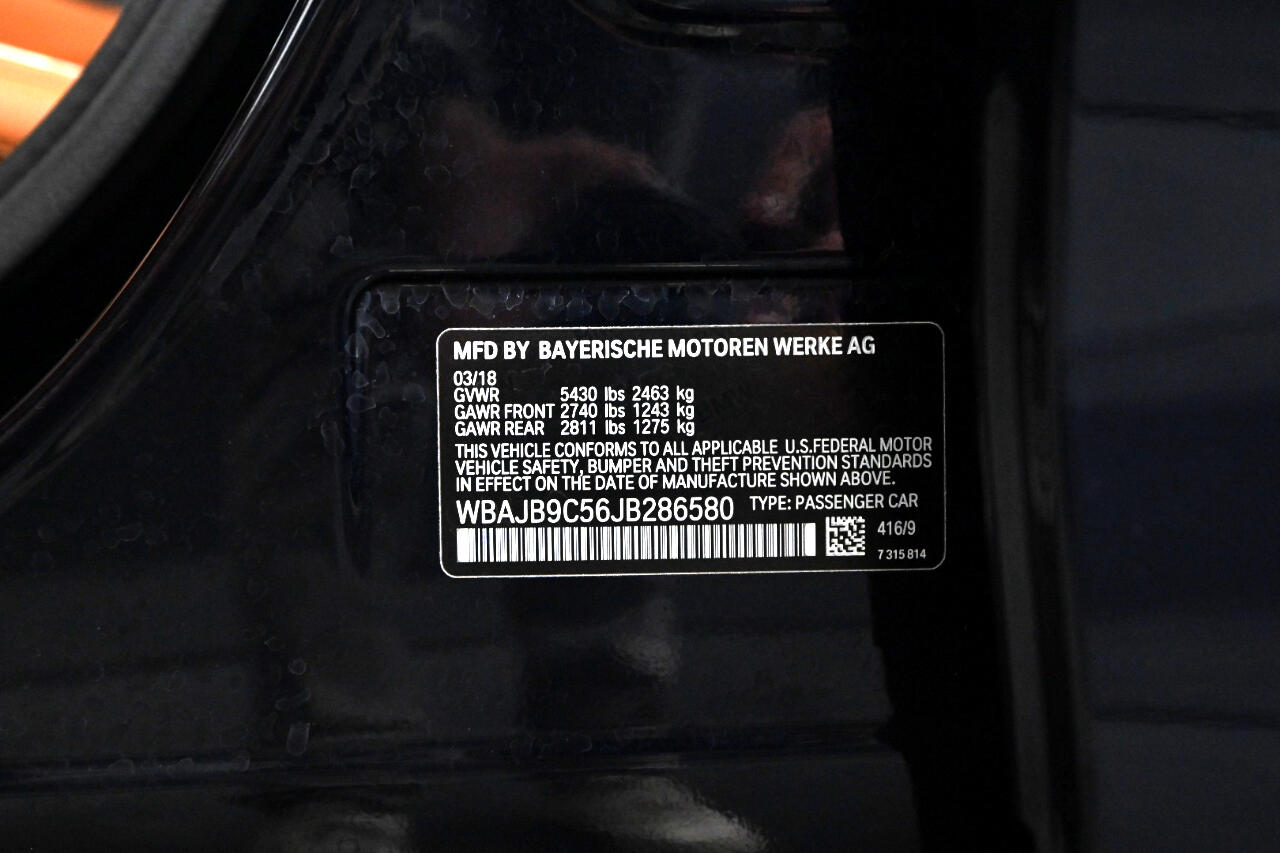 MFD BY BAYERISCHE MOTOREN WERKE AG
03/18
GVWR 5430 lbs 2463 kg
GAWR FRONT 2740 lbs 1243 kg
GAWR REAR 2811 lbs 1275 kg
THIS VEHICLE CONFORMS TO ALL APPLICABLE U.S.FEDERAL MOTOR
VEHICLE SAFETY, BUMPER AND THEFT PREVENTION STANDARDS
IN EFFECT ON THE DATE OF MANUFACTURE SHOWN ABOVE.
WBAJB9C56JB286580 TYPE: PASSENGER CAR
416/9
7 315 814